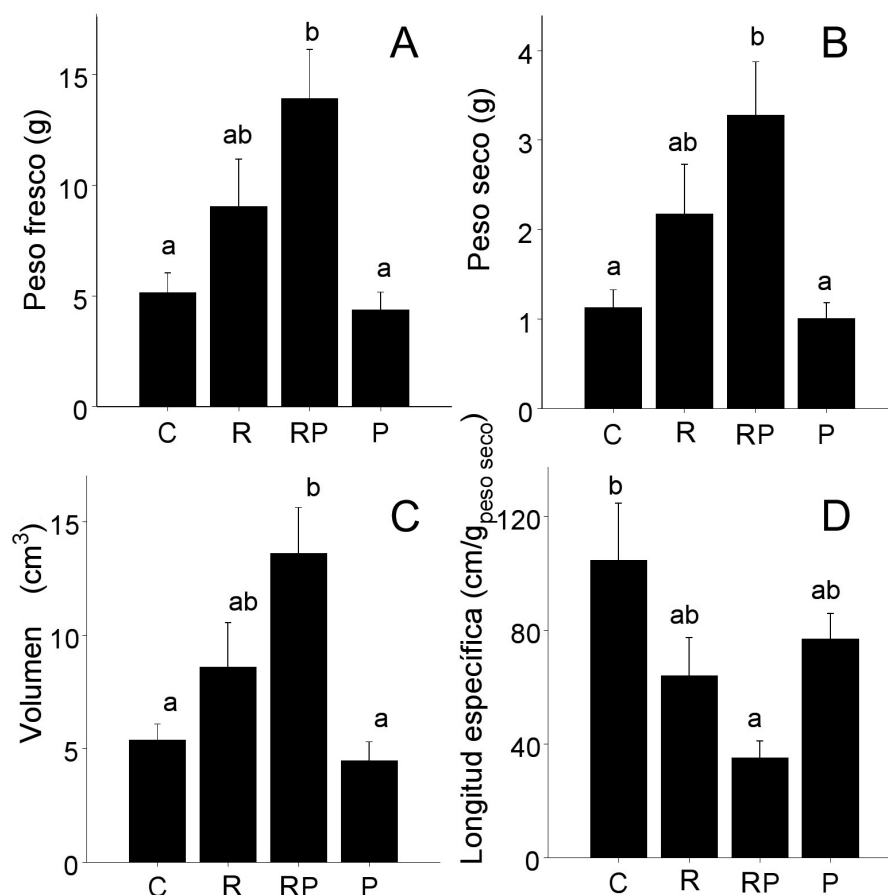 A
Peso fresco (g)
15
10
5
0
b
ab
a
a
C R RP P
B
Peso seco (g)
4
3
2
1
0
b
ab
a
a
C R RP P
C
Volumen (cm³)
15
10
5
0
b
ab
a
a
C R RP P
D
Longitud específica (cm/g peso seco)
120
80
40
0
b
ab
ab
a
C R RP P